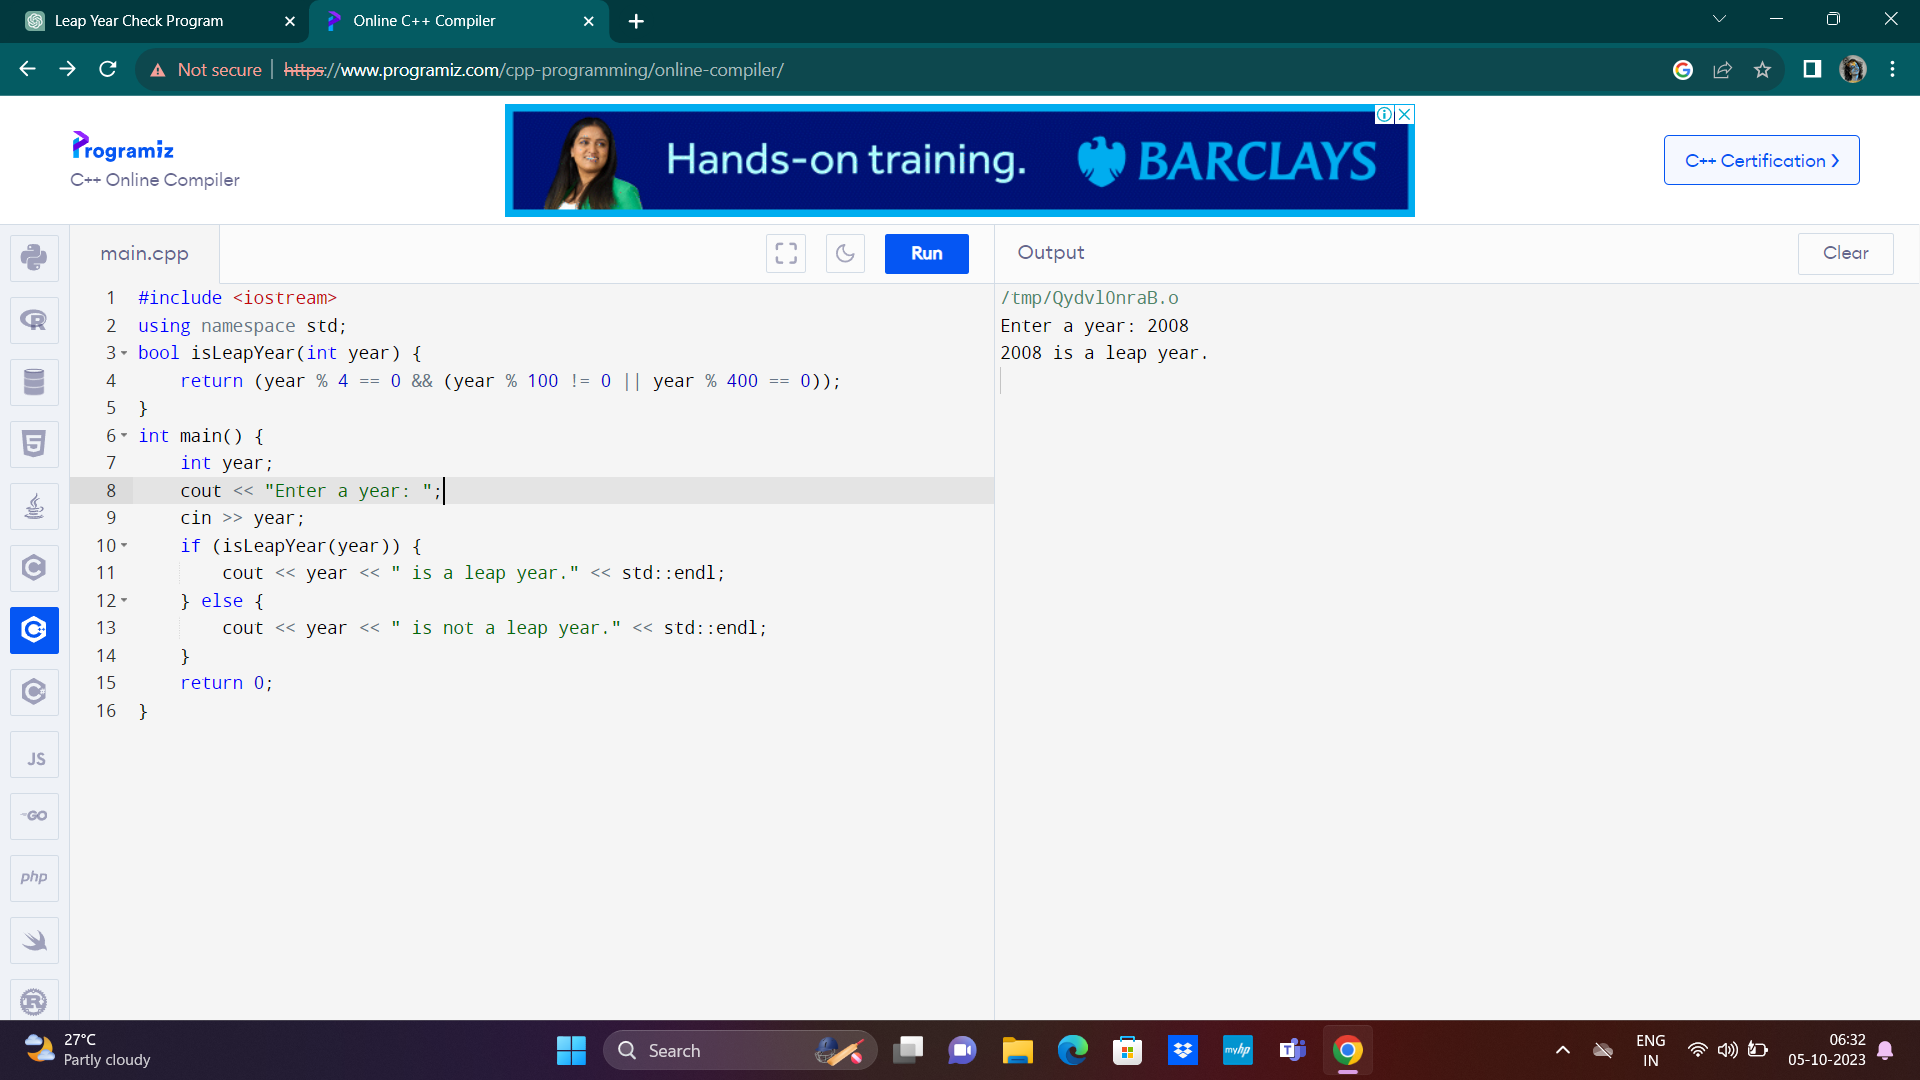 Leap Year Check Program
Online C++ Compiler
Not secure https://www.programiz.com/cpp-programming/online-compiler/
Programiz
C++ Online Compiler
Hands-on training. BARCLAYS
C++ Certification
main.cpp
Run
Output
Clear
1 #include <iostream>
2 using namespace std;
3 bool isLeapYear(int year) {
4 return (year % 4 == 0 && (year % 100 != 0 || year % 400 == 0));
5 }
6 int main() {
7 int year;
8 cout << "Enter a year: ";
9 cin >> year;
10 if (isLeapYear(year)) {
11 cout << year << " is a leap year." << std::endl;
12 } else {
13 cout << year << " is not a leap year." << std::endl;
14 }
15 return 0;
16 }
/tmp/Qydvl0nraB.o
Enter a year: 2008
2008 is a leap year.
R
5
C
C+
C#
JS
GO
php
R
27°C
Partly cloudy
Search
myhp
T
ENG
IN
06:32
05-10-2023